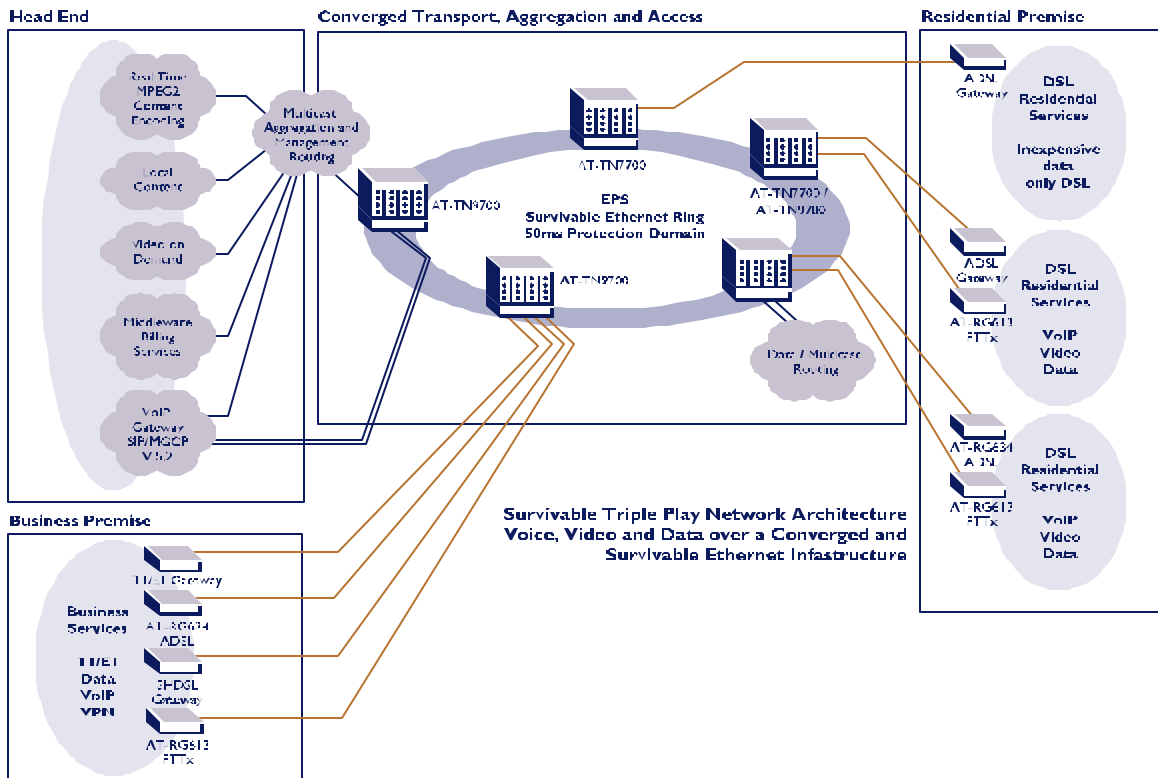 Head End
Real Time
MPEG2
Content
Encoding
Local
Content
Video on
Demand
Middleware
Billing
Services
VoIP
Gateway
SIP/MGCP
V5.2
Multicast
Aggregation and
Management
Routing
Converged Transport, Aggregation and Access
AT-TN7700
AT-TN9700
AT-TN7700 /
AT-TN9700
EPS
Survivable Ethernet Ring
50ms Protection Domain
AT-TN9700
Data / Multicast
Routing
Residential Premise
ADSL
Gateway
DSL
Residential
Services
Inexpensive
data
only DSL
ADSL
Gateway
AT-RG613
FTTx
DSL
Residential
Services
VoIP
Video
Data
AT-RG634
ADSL
AT-RG613
FTTx
DSL
Residential
Services
VoIP
Video
Data
Survivable Triple Play Network Architecture
Voice, Video and Data over a Converged and
Survivable Ethernet Infastructure
Business Premise
Business
Services
T1/E1
Data
VoIP
VPN
T1/E1 Gateway
AT-RG634
ADSL
SHDSL
Gateway
AT-RG613
FTTx